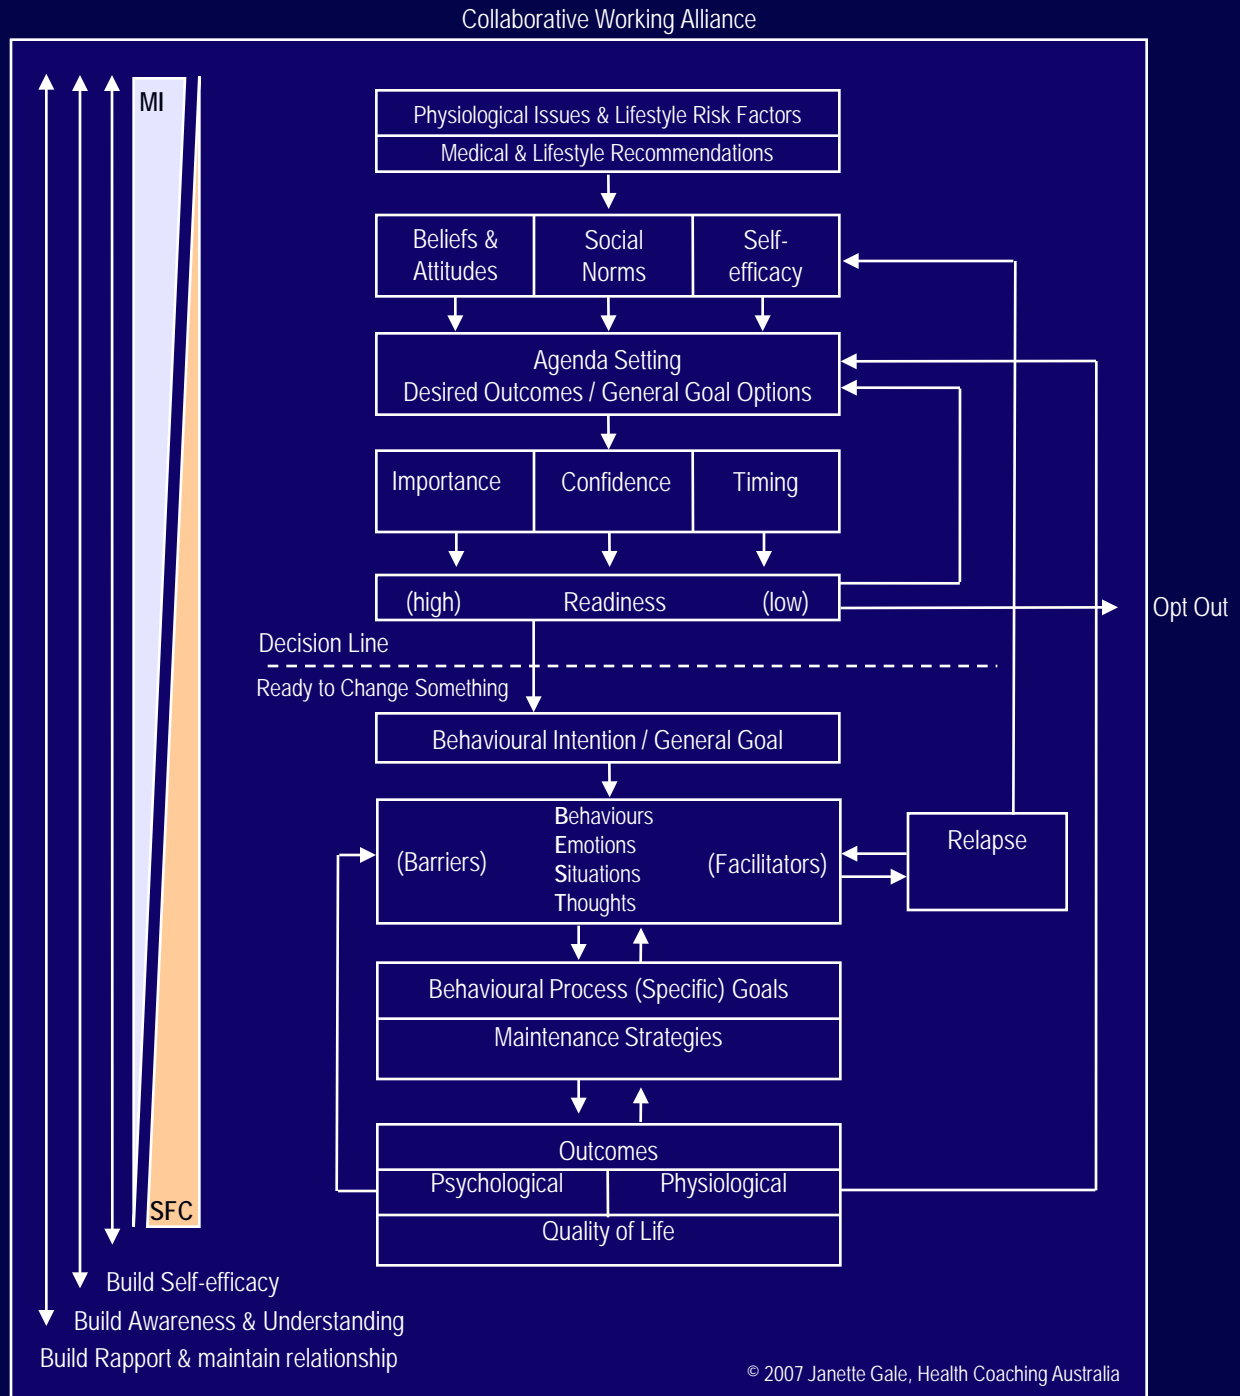 Collaborative Working Alliance
MI
Physiological Issues & Lifestyle Risk Factors
Medical & Lifestyle Recommendations
Beliefs &
Attitudes
Social
Norms
Self-
efficacy
Agenda Setting
Desired Outcomes / General Goal Options
Importance
Confidence
Timing
(high)
Readiness
(low)
Opt Out
Decision Line
Ready to Change Something
Behavioural Intention / General Goal
(Barriers)
Behaviours
Emotions
Situations
Thoughts
(Facilitators)
Relapse
Behavioural Process (Specific) Goals
Maintenance Strategies
Outcomes
Psychological
Physiological
Quality of Life
SFC
Build Self-efficacy
Build Awareness & Understanding
Build Rapport & maintain relationship
© 2007 Janette Gale, Health Coaching Australia